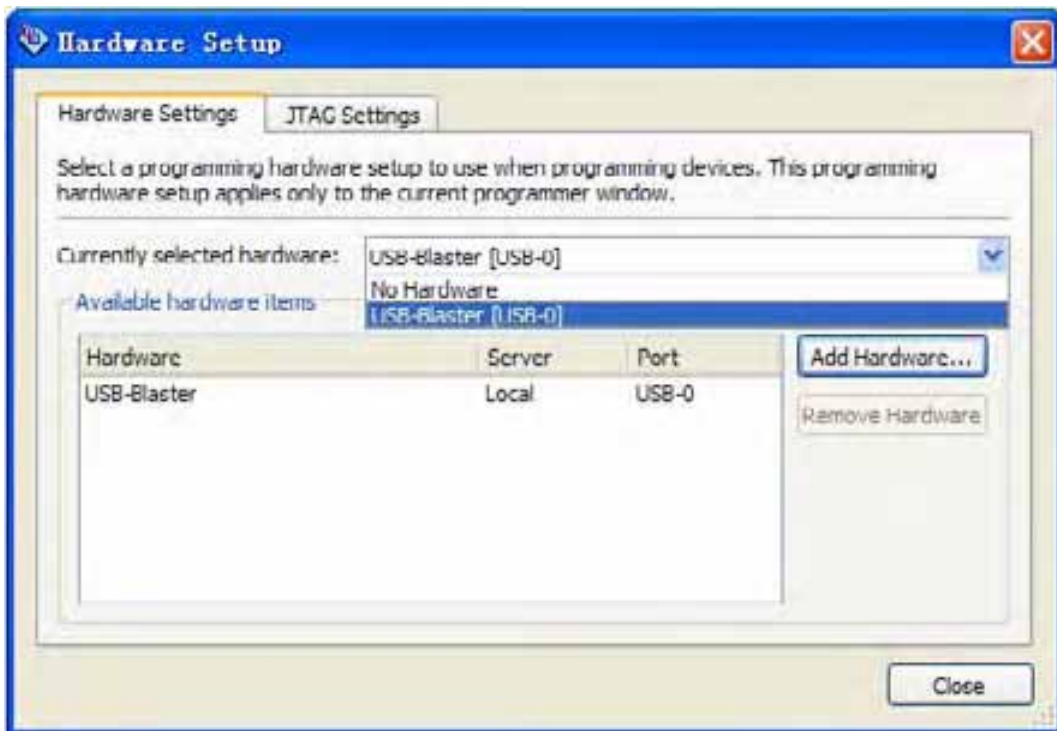 Hardware Setup
Hardware Settings
JTAG Settings
Select a programming hardware setup to use when programming devices. This programming
hardware setup applies only to the current programmer window.
Currently selected hardware:
USB-Blaster [USB-0]
No Hardware
USB-Blaster [USB-0]
Available hardware items
Hardware Server Port
USB-Blaster Local USB-0
Add Hardware...
Remove Hardware
Close